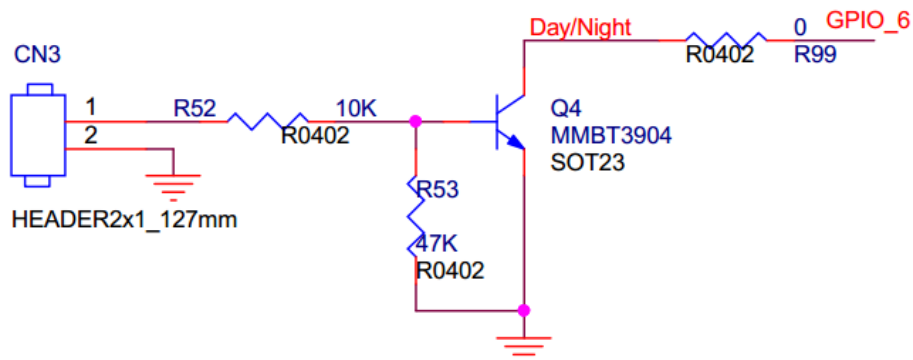 CN3
1
2
HEADER2x1_127mm
R52
10K
R0402
R53
47K
R0402
Day/Night
Q4
MMBT3904
SOT23
0
R0402
R99
GPIO_6